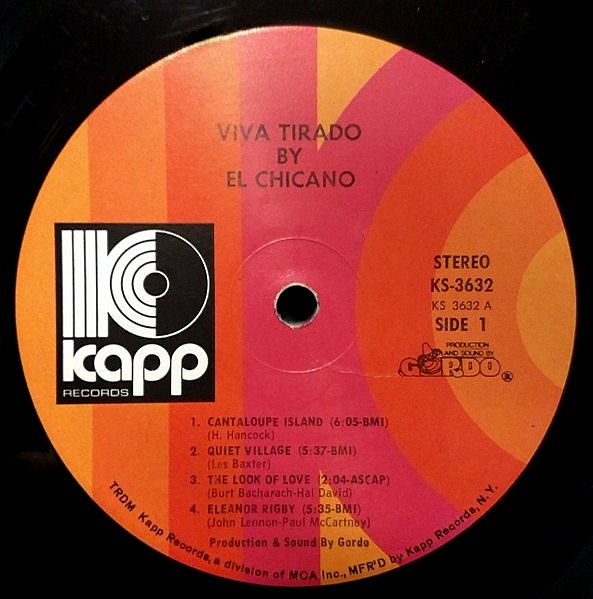 VIVA TIRADO
BY
EL CHICANO
STEREO
KS-3632
KS 3632 A
SIDE 1
PRODUCTION
AND SOUND BY
GORDO
kapp
RECORDS
1. CANTALOUPE ISLAND (6:05-BMI)
(H. Hancock)
2. QUIET VILLAGE (5:37-BMI)
(Les Baxter)
3. THE LOOK OF LOVE (2:04-ASCAP)
(Burt Bacharach-Hal David)
4. ELEANOR RIGBY (5:35-BMI)
(John Lennon-Paul McCartney)
Production & Sound By Gordo
TRDM Kapp Records, a division of MCA Inc., MFR'D by Kapp Records, N.Y.